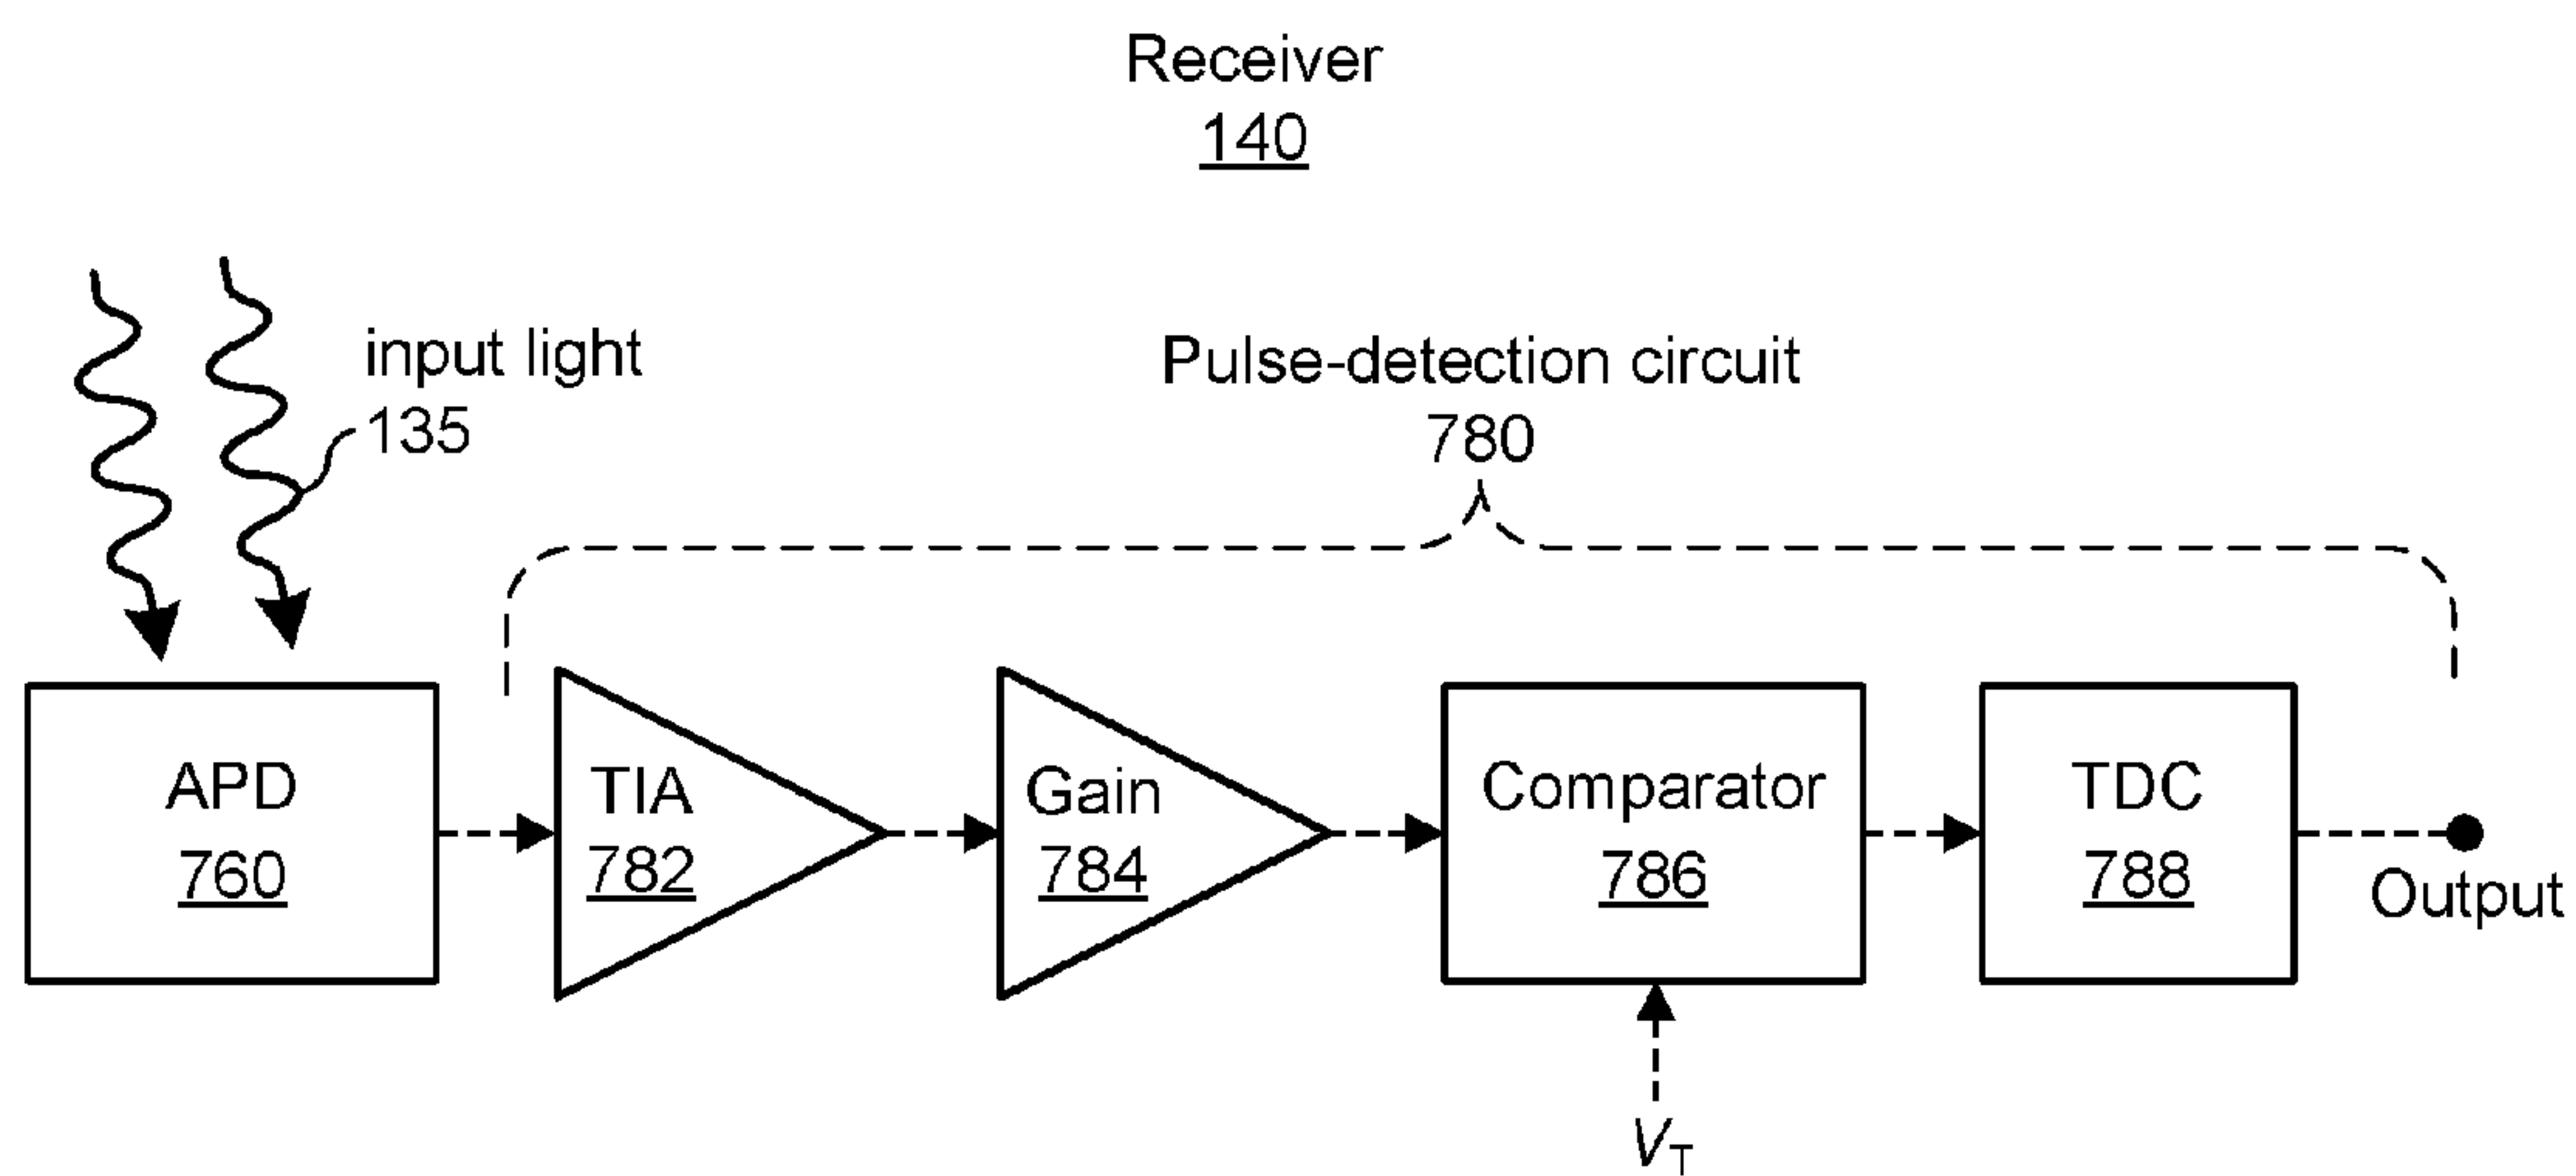 Receiver
140
input light
135
Pulse-detection circuit
780
APD
760
TIA
782
Gain
784
Comparator
786
TDC
788
Output
VT